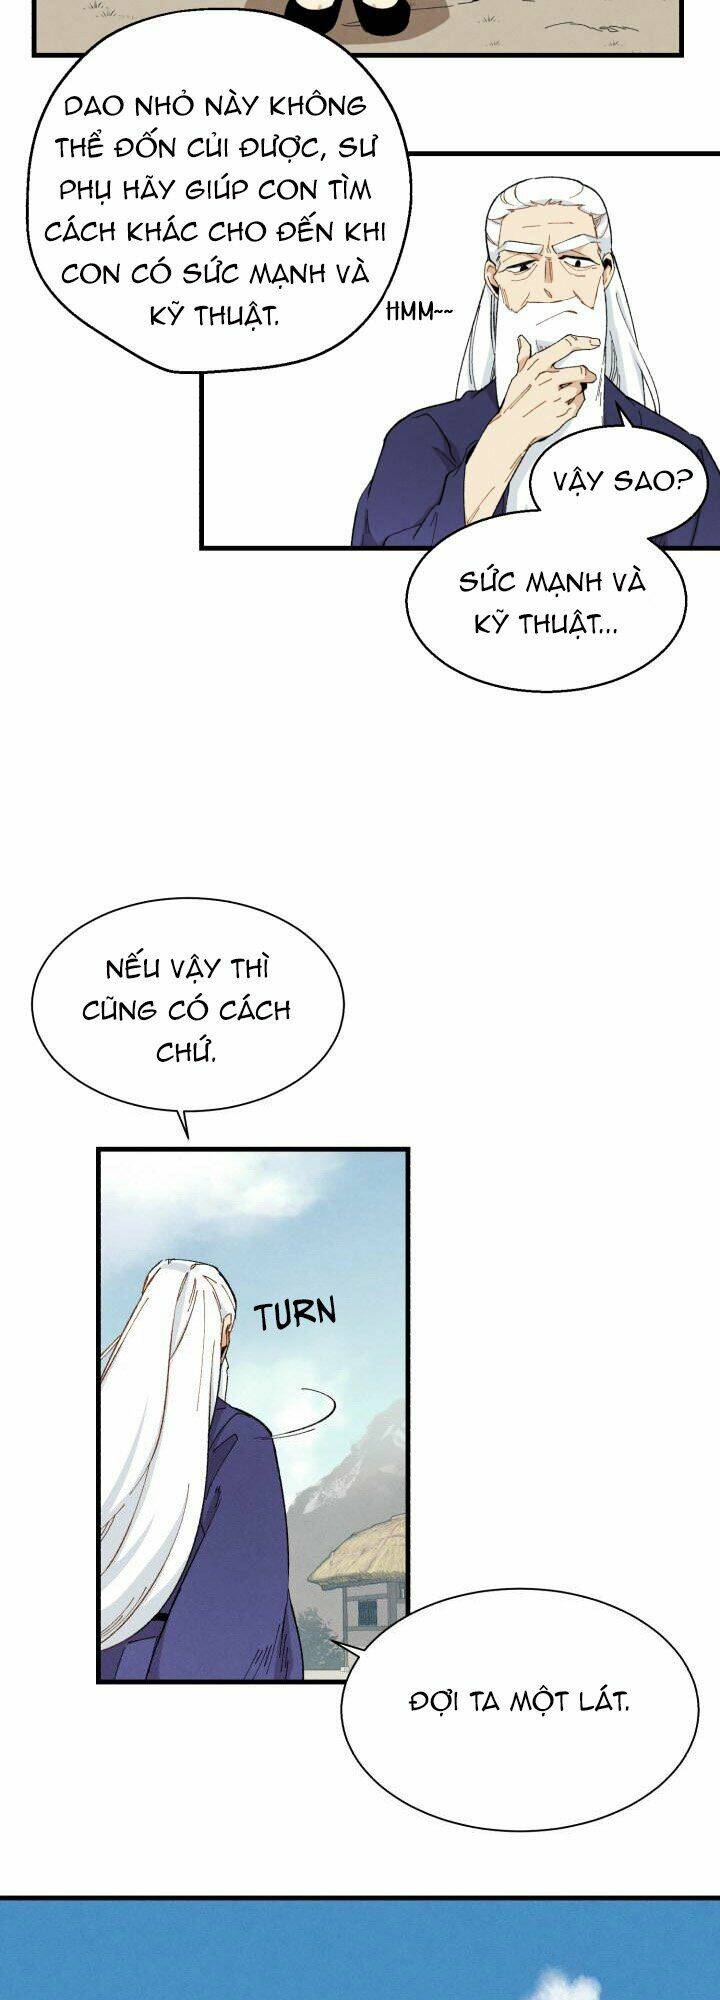 DAO NHỎ NÀY KHÔNG
THỂ ĐỐN CỦI ĐƯỢC, SƯ
PHỤ HÃY GIÚP CON TÌM
CÁCH KHÁC CHO ĐẾN KHI
CON CÓ SỨC MẠNH VÀ
KỸ THUẬT.
HMM~~
VẬY SAO?
SỨC MẠNH VÀ
KỸ THUẬT...
NẾU VẬY THÌ
CŨNG CÓ CÁCH
CHỨ.
TURN
ĐỢI TA MỘT LÁT.